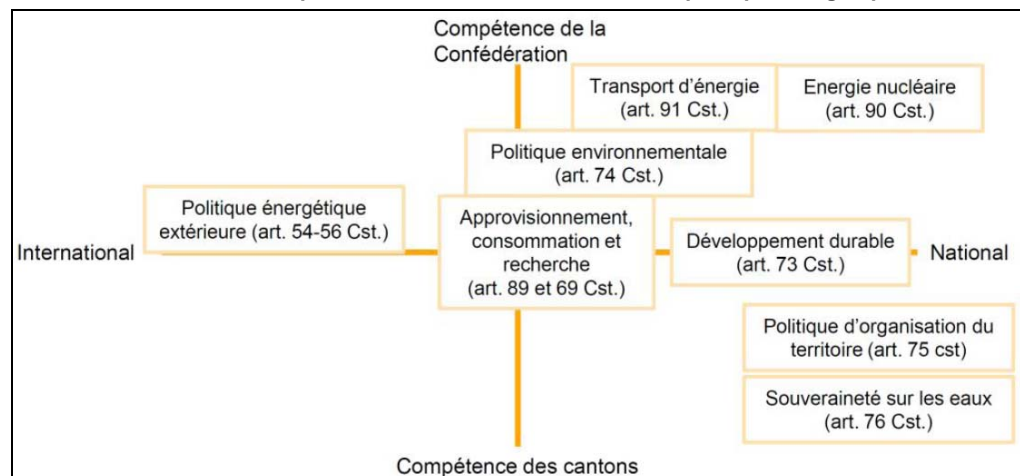 Compétence de la
Confédération
Transport d'énergie
(art. 91 Cst.)
Energie nucléaire
(art. 90 Cst.)
Politique environnementale
(art. 74 Cst.)
Politique énergétique
extérieure (art. 54-56 Cst.)
Approvisionnement,
consommation et
recherche
(art. 89 et 69 Cst.)
International
Développement durable
(art. 73 Cst.)
National
Politique d'organisation du
territoire (art. 75 cst)
Souveraineté sur les eaux
(art. 76 Cst.)
Compétence des cantons